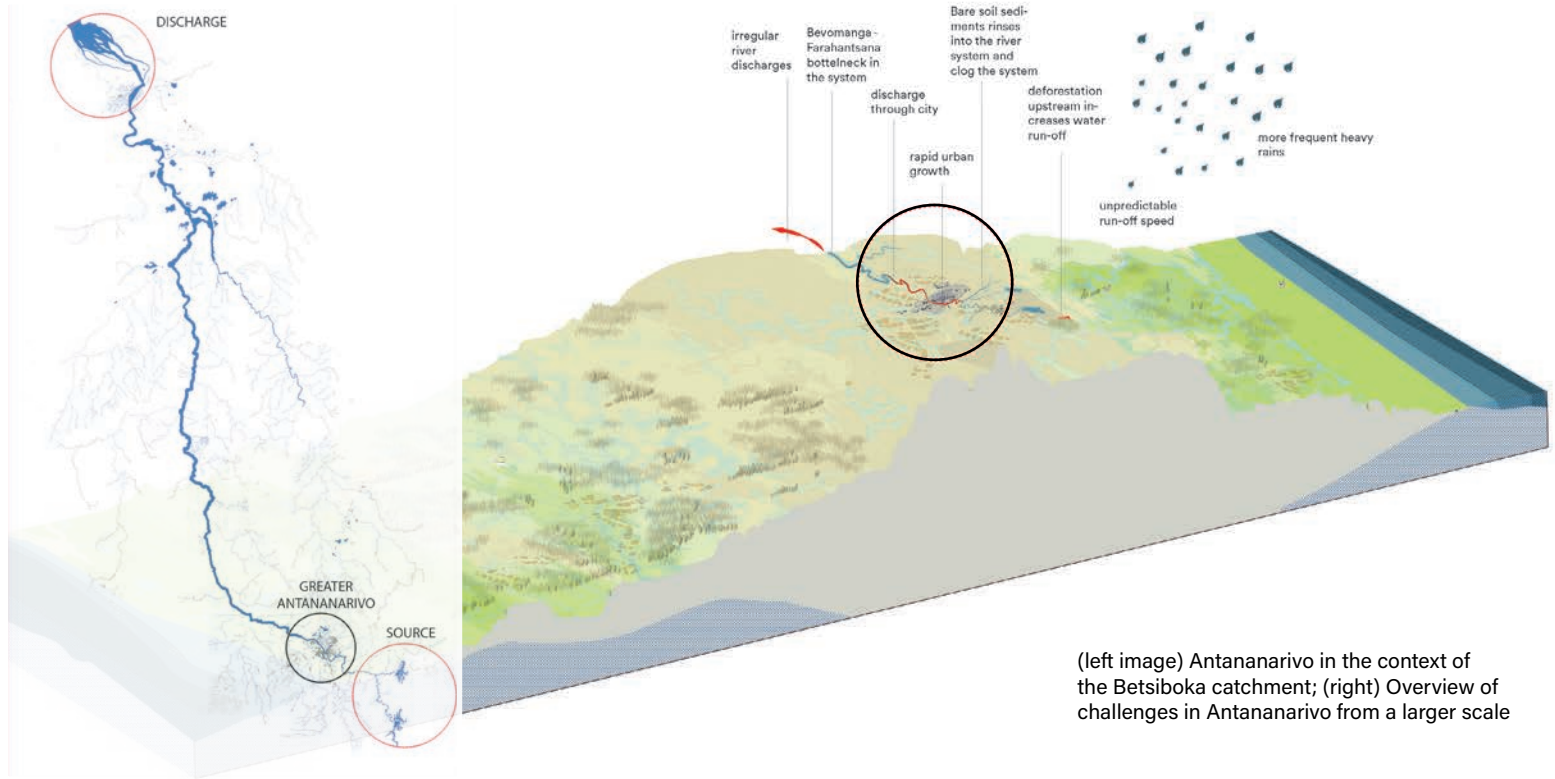 DISCHARGE
GREATER
ANTANANARIVO
SOURCE
irregular
river
discharges
Bevomanga -
Farahantsana
bottelneck in
the system
discharge
through city
rapid urban
growth
Bare soil sedi-
ments rinses
into the river
system and
clog the system
deforestation
upstream in-
creases water
run-off
more frequent heavy
rains
unpredictable
run-off speed
(left image) Antananarivo in the context of
the Betsiboka catchment; (right) Overview of
challenges in Antananarivo from a larger scale